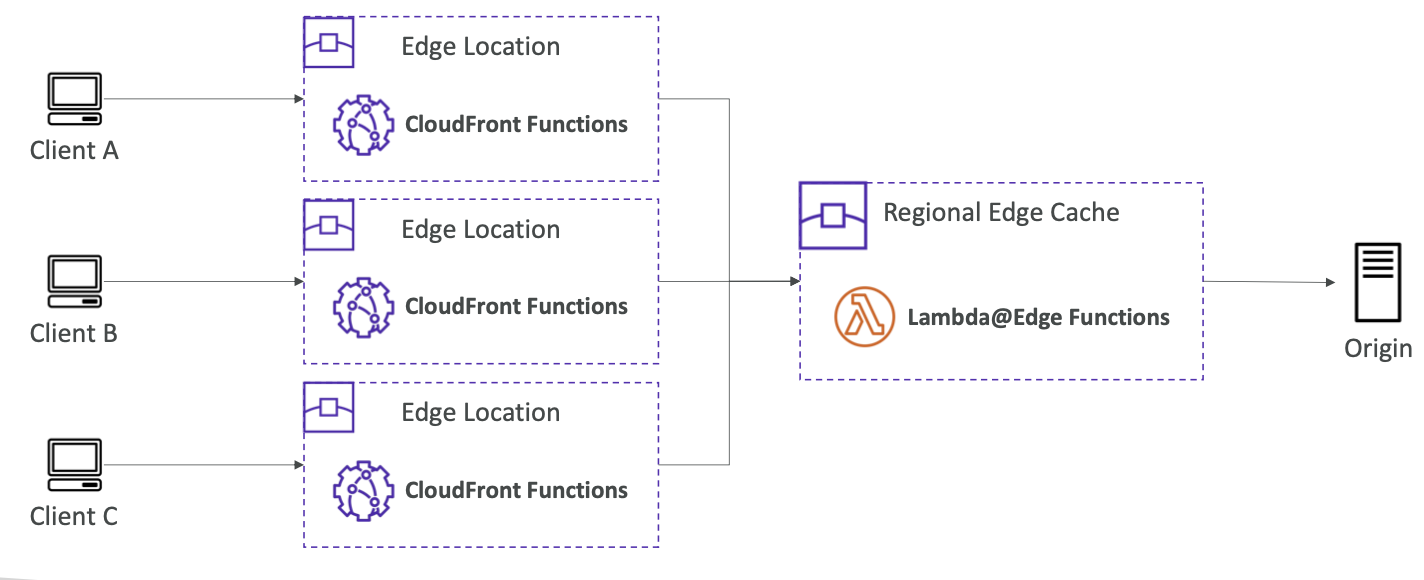 Edge Location
CloudFront Functions
Client A
Edge Location
CloudFront Functions
Client B
Edge Location
CloudFront Functions
Client C
Regional Edge Cache
Lambda@Edge Functions
Origin